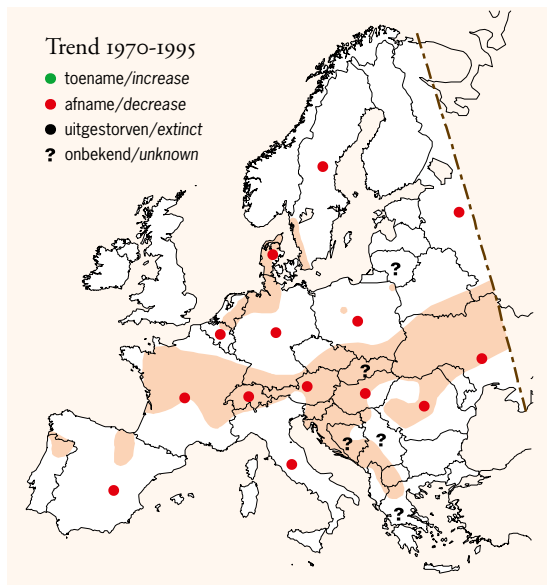 Trend 1970-1995
toename/increase
afname/decrease
uitgestorven/extinct
? onbekend/unknown
?
?
?
?
?